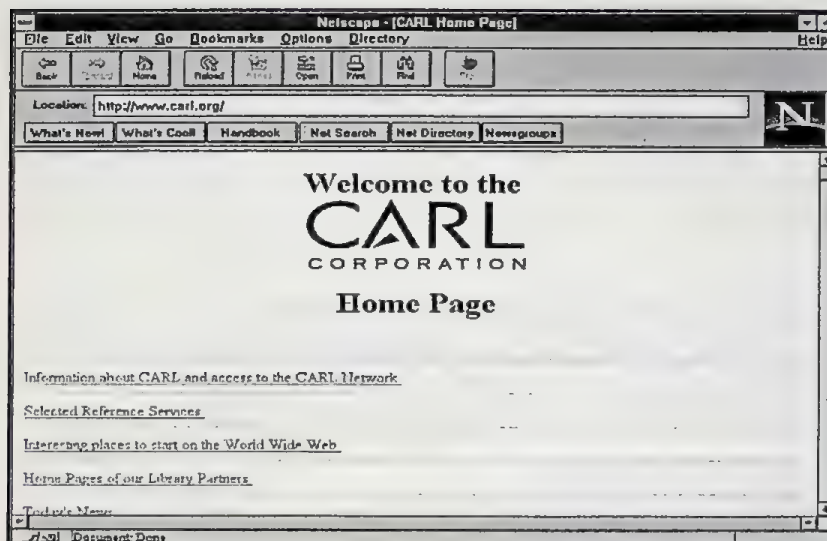 Netscape - [CARL Home Page]
File Edit View Go Bookmarks Options Directory Help
Back Forward Home Reload Images Open Print Find Stop
Location: http://www.carl.org/
What's New! What's Cool! Handbook Net Search Net Directory Newsgroups
N
Welcome to the
CARL
CORPORATION
Home Page
Information about CARL and access to the CARL Network
Selected Reference Services
Interesting places to start on the World Wide Web
Home Pages of our Library Partners
Today's News
Document: Done